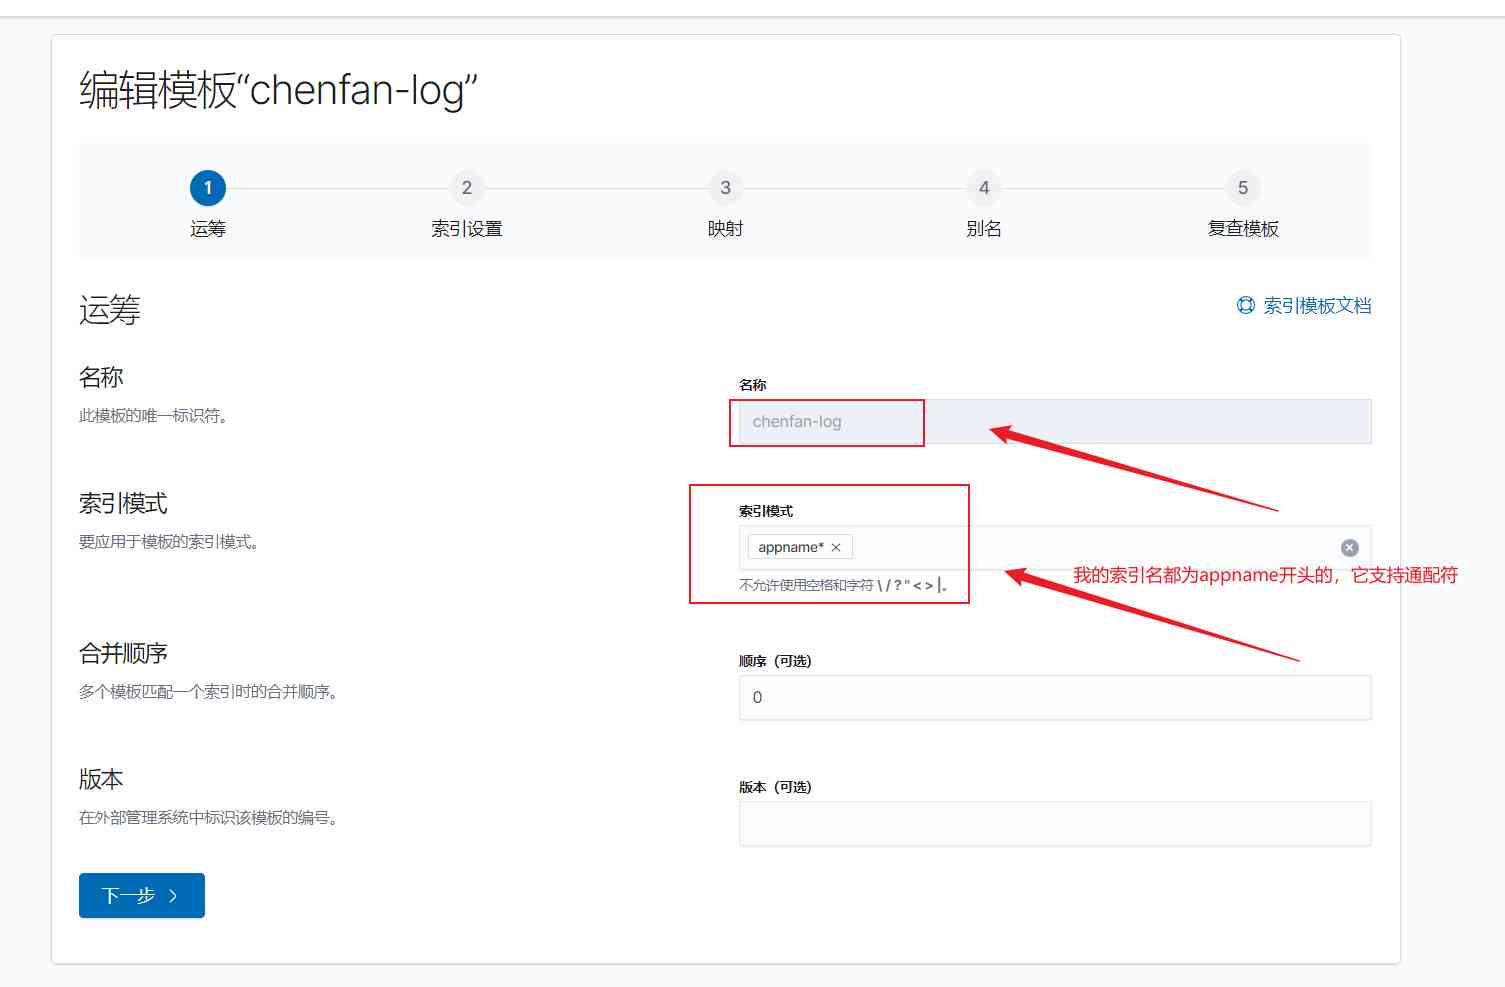 编辑模板“chenfan-log”
1
2
3
4
5
运筹
索引设置
映射
别名
复查模板
运筹
索引模板文档
名称
此模板的唯一标识符。
名称
chenfan-log
索引模式
要应用于模板的索引模式。
索引模式
appname* ×
不允许使用空格和字符 \ / ? " < > |。
我的索引名都为appname开头的，它支持通配符
合并顺序
多个模板匹配一个索引时的合并顺序。
顺序（可选）
0
版本
在外部管理系统中标识该模板的编号。
版本（可选）
下一步